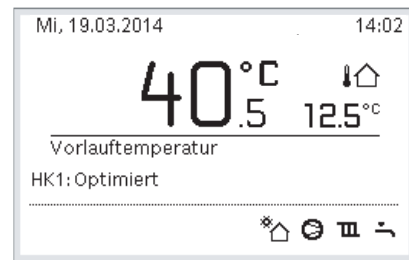 Mi, 19.03.2014 14:02
40.5 °C 12.5°C
Vorlauftemperatur
HK1: Optimiert